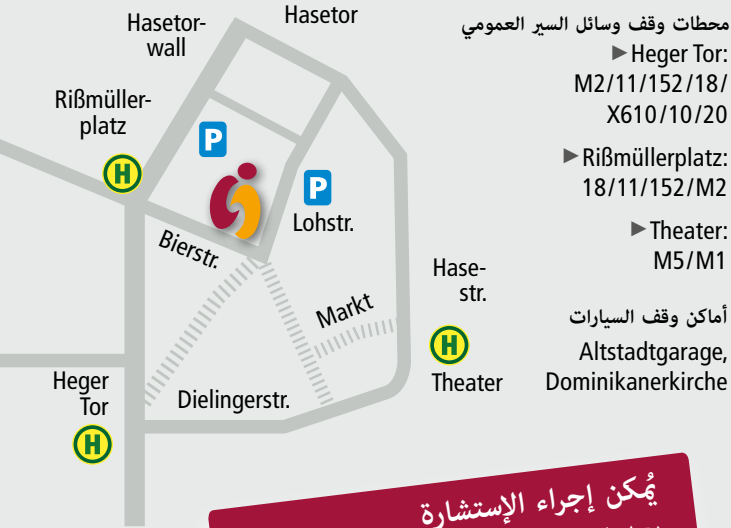 Hasetor-
wall
Hasetor
Rißmüller-
platz
H
P
P
Lohstr.
Bierstr.
Markt
Hase-
str.
H
Theater
Heger
Tor
H
Dielingerstr.
محطات وقف وسائل السير العمومي
►Heger Tor:
M2/11/152/18/
X610/10/20
►Rißmüllerplatz:
18/11/152/M2
►Theater:
M5/M1
أماكن وقف السيارات
Altstadtgarage,
Dominikanerkirche
يُمكن إجراء الإستشارة